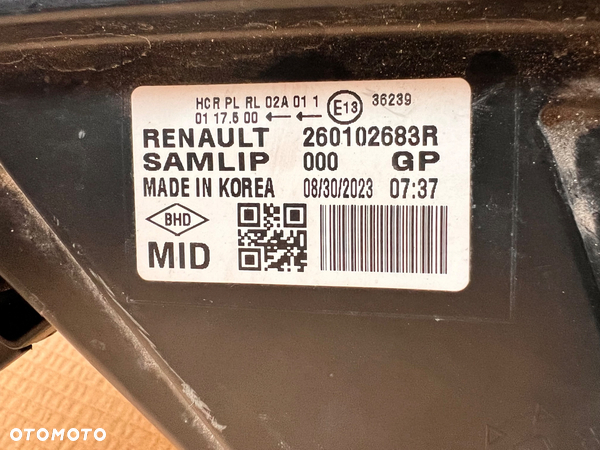 HCR PL RL 02A 01 1 E13 36239
01 17.5 00
RENAULT 260102683R
SAMLIP 000 GP
MADE IN KOREA 08/30/2023 07:37
BHD
MID
OTOMOTO